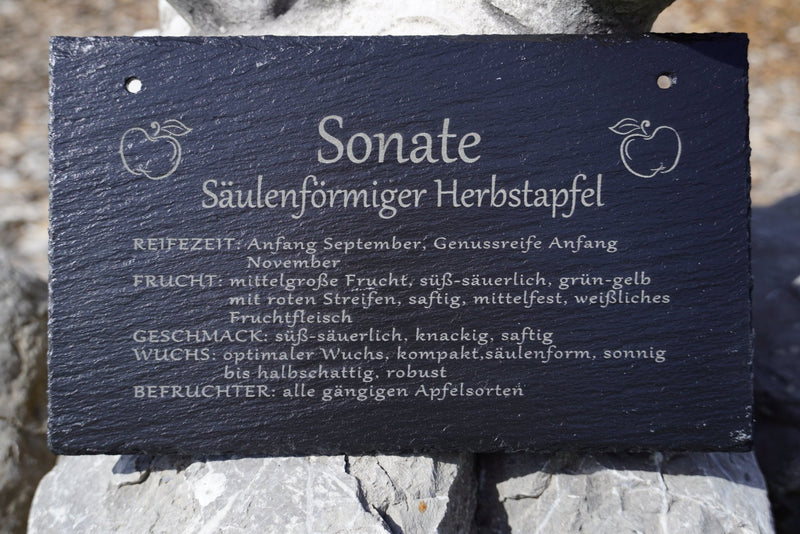 Sonate
Säulenförmiger Herbstapfel
REIFEZEIT: Anfang September, Genussreife Anfang
November
FRUCHT: mittelgroße Frucht, süß-säuerlich, grün-gelb
mit roten Streifen, saftig, mittelfest, weißliches
Fruchtfleisch
GESCHMACK: süß-säuerlich, knackig, saftig
WUCHS: optimaler Wuchs, kompakt,säulenform, sonnig
bis halbschattig, robust
BEFRUCHTER: alle gängigen Apfelsorten